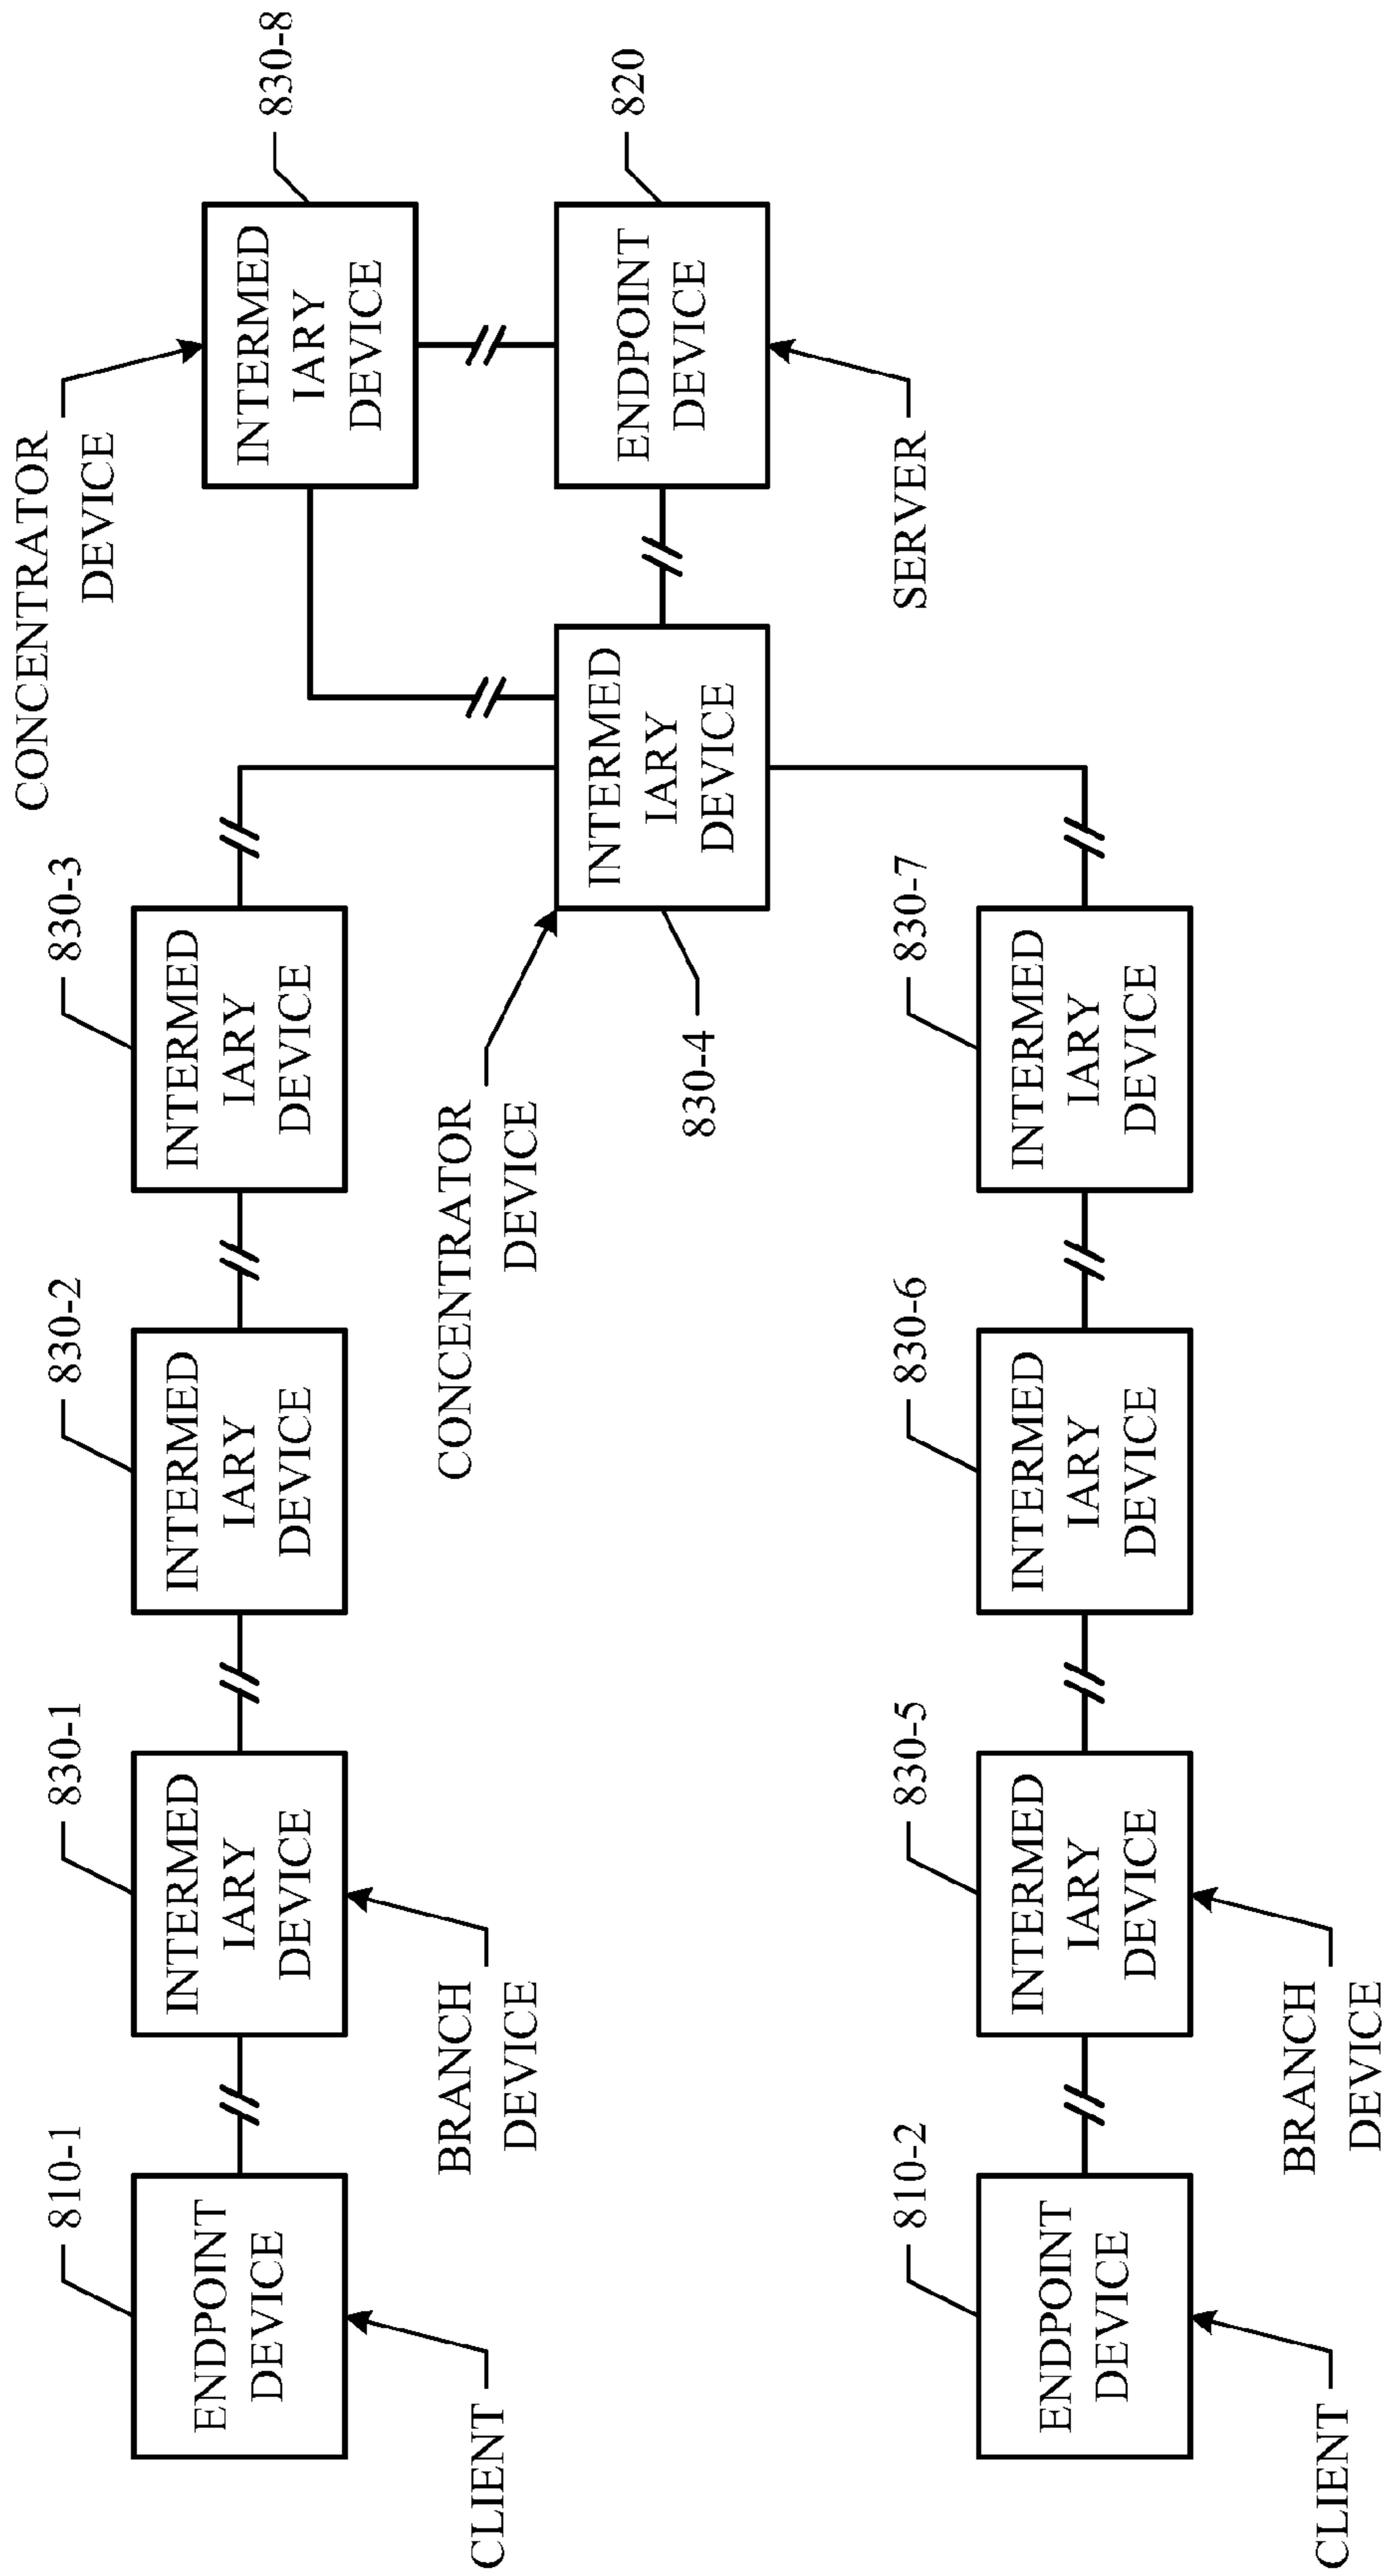 810-1
ENDPOINT
DEVICE
CLIENT
830-1
INTERMED
IARY
DEVICE
BRANCH
DEVICE
830-2
INTERMED
IARY
DEVICE
830-3
INTERMED
IARY
DEVICE
CONCENTRATOR
DEVICE
830-4
INTERMED
IARY
DEVICE
CONCENTRATOR
DEVICE
830-8
INTERMED
IARY
DEVICE
820
ENDPOINT
DEVICE
SERVER
810-2
ENDPOINT
DEVICE
CLIENT
830-5
INTERMED
IARY
DEVICE
BRANCH
DEVICE
830-6
INTERMED
IARY
DEVICE
830-7
INTERMED
IARY
DEVICE